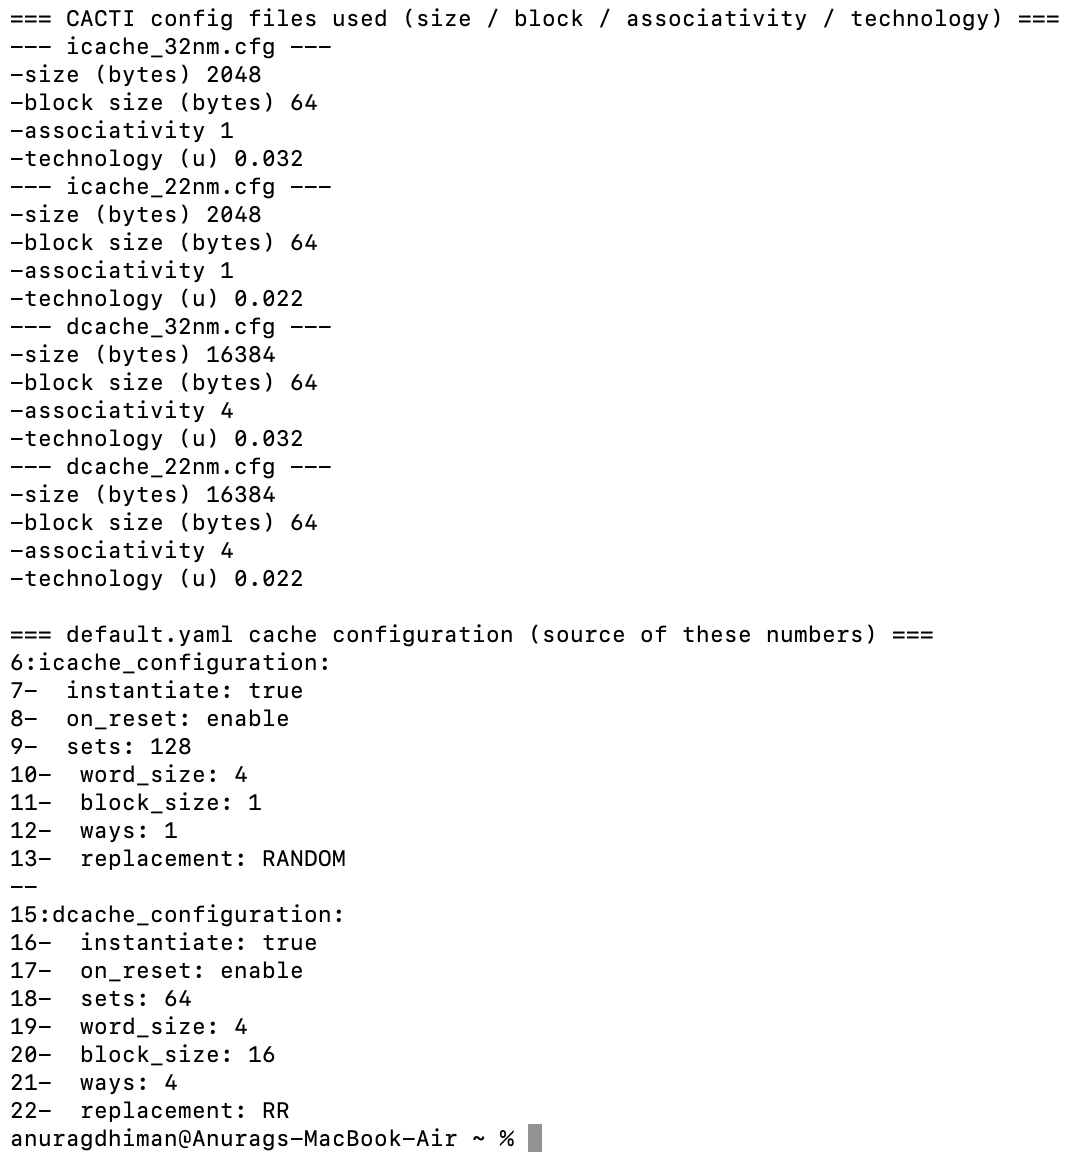 === CACTI config files used (size / block / associativity / technology) ===
--- icache_32nm.cfg ---
-size (bytes) 2048
-block size (bytes) 64
-associativity 1
-technology (u) 0.032
--- icache_22nm.cfg ---
-size (bytes) 2048
-block size (bytes) 64
-associativity 1
-technology (u) 0.022
--- dcache_32nm.cfg ---
-size (bytes) 16384
-block size (bytes) 64
-associativity 4
-technology (u) 0.032
--- dcache_22nm.cfg ---
-size (bytes) 16384
-block size (bytes) 64
-associativity 4
-technology (u) 0.022

=== default.yaml cache configuration (source of these numbers) ===
6:icache_configuration:
7-  instantiate: true
8-  on_reset: enable
9-  sets: 128
10-  word_size: 4
11-  block_size: 1
12-  ways: 1
13-  replacement: RANDOM
--
15:dcache_configuration:
16-  instantiate: true
17-  on_reset: enable
18-  sets: 64
19-  word_size: 4
20-  block_size: 16
21-  ways: 4
22-  replacement: RR
anuragdhiman@Anurags-MacBook-Air ~ %